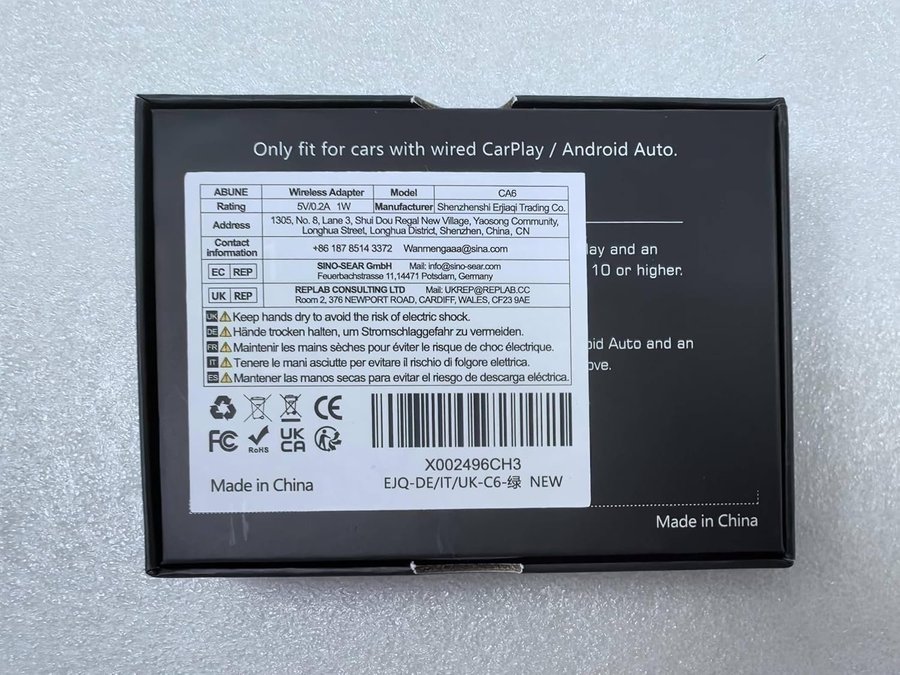 Only fit for cars with wired CarPlay / Android Auto.
ABUNE Wireless Adapter Model CA6
Rating 5V/0.2A 1W Manufacturer Shenzhenshi Erjiaqi Trading Co.
Address 1305, No. 8, Lane 3, Shui Dou Regal New Village, Yaosong Community,
Longhua Street, Longhua District, Shenzhen, China, CN
Contact
information +86 187 8514 3372 Wanmengaaa@sina.com
EC REP SINO-SEAR GmbH Mail: info@sino-sear.com
Feuerbachstrasse 11,14471 Potsdam, Germany
UK REP REPLAB CONSULTING LTD Mail: UKREP@REPLAB.CC
Room 2, 376 NEWPORT ROAD, CARDIFF, WALES, CF23 9AE
UK Keep hands dry to avoid the risk of electric shock.
DE Hände trocken halten, um Stromschlaggefahr zu vermeiden.
FR Maintenir les mains sèches pour éviter le risque de choc électrique.
IT Tenere le mani asciutte per evitare il rischio di folgore elettrica.
ES Mantener las manos secas para evitar el riesgo de descarga eléctrica.
CE
FC RoHS UK
CA
X002496CH3
EJQ-DE/IT/UK-C6-绿 NEW
Made in China
lay and an
10 or higher.
oid Auto and an
ove.
Made in China